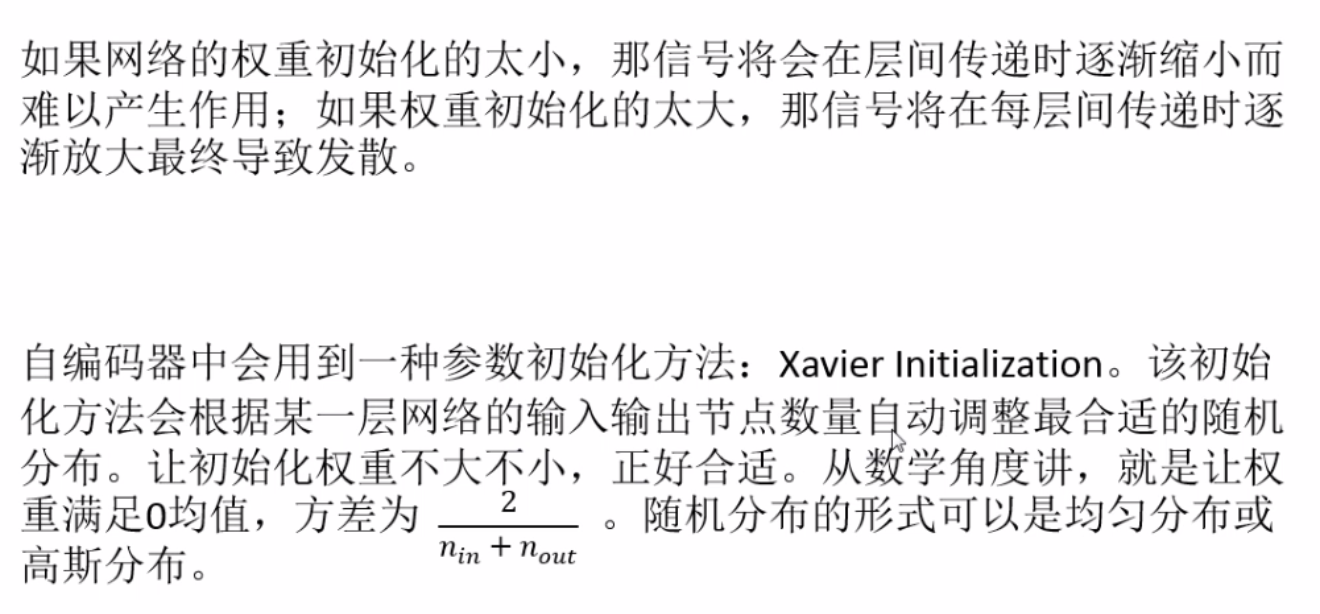 如果网络的权重初始化的太小，那信号将会在层间传递时逐渐缩小而
难以产生作用；如果权重初始化的太大，那信号将在每层间传递时逐
渐放大最终导致发散。
自编码器中会用到一种参数初始化方法：Xavier Initialization。该初始
化方法会根据某一层网络的输入输出节点数量自动调整最合适的随机
分布。让初始化权重不大不小，正好合适。从数学角度讲，就是让权
重满足0均值，方差为 \frac{2}{n_{in} + n_{out}} 。随机分布的形式可以是均匀分布或
高斯分布。